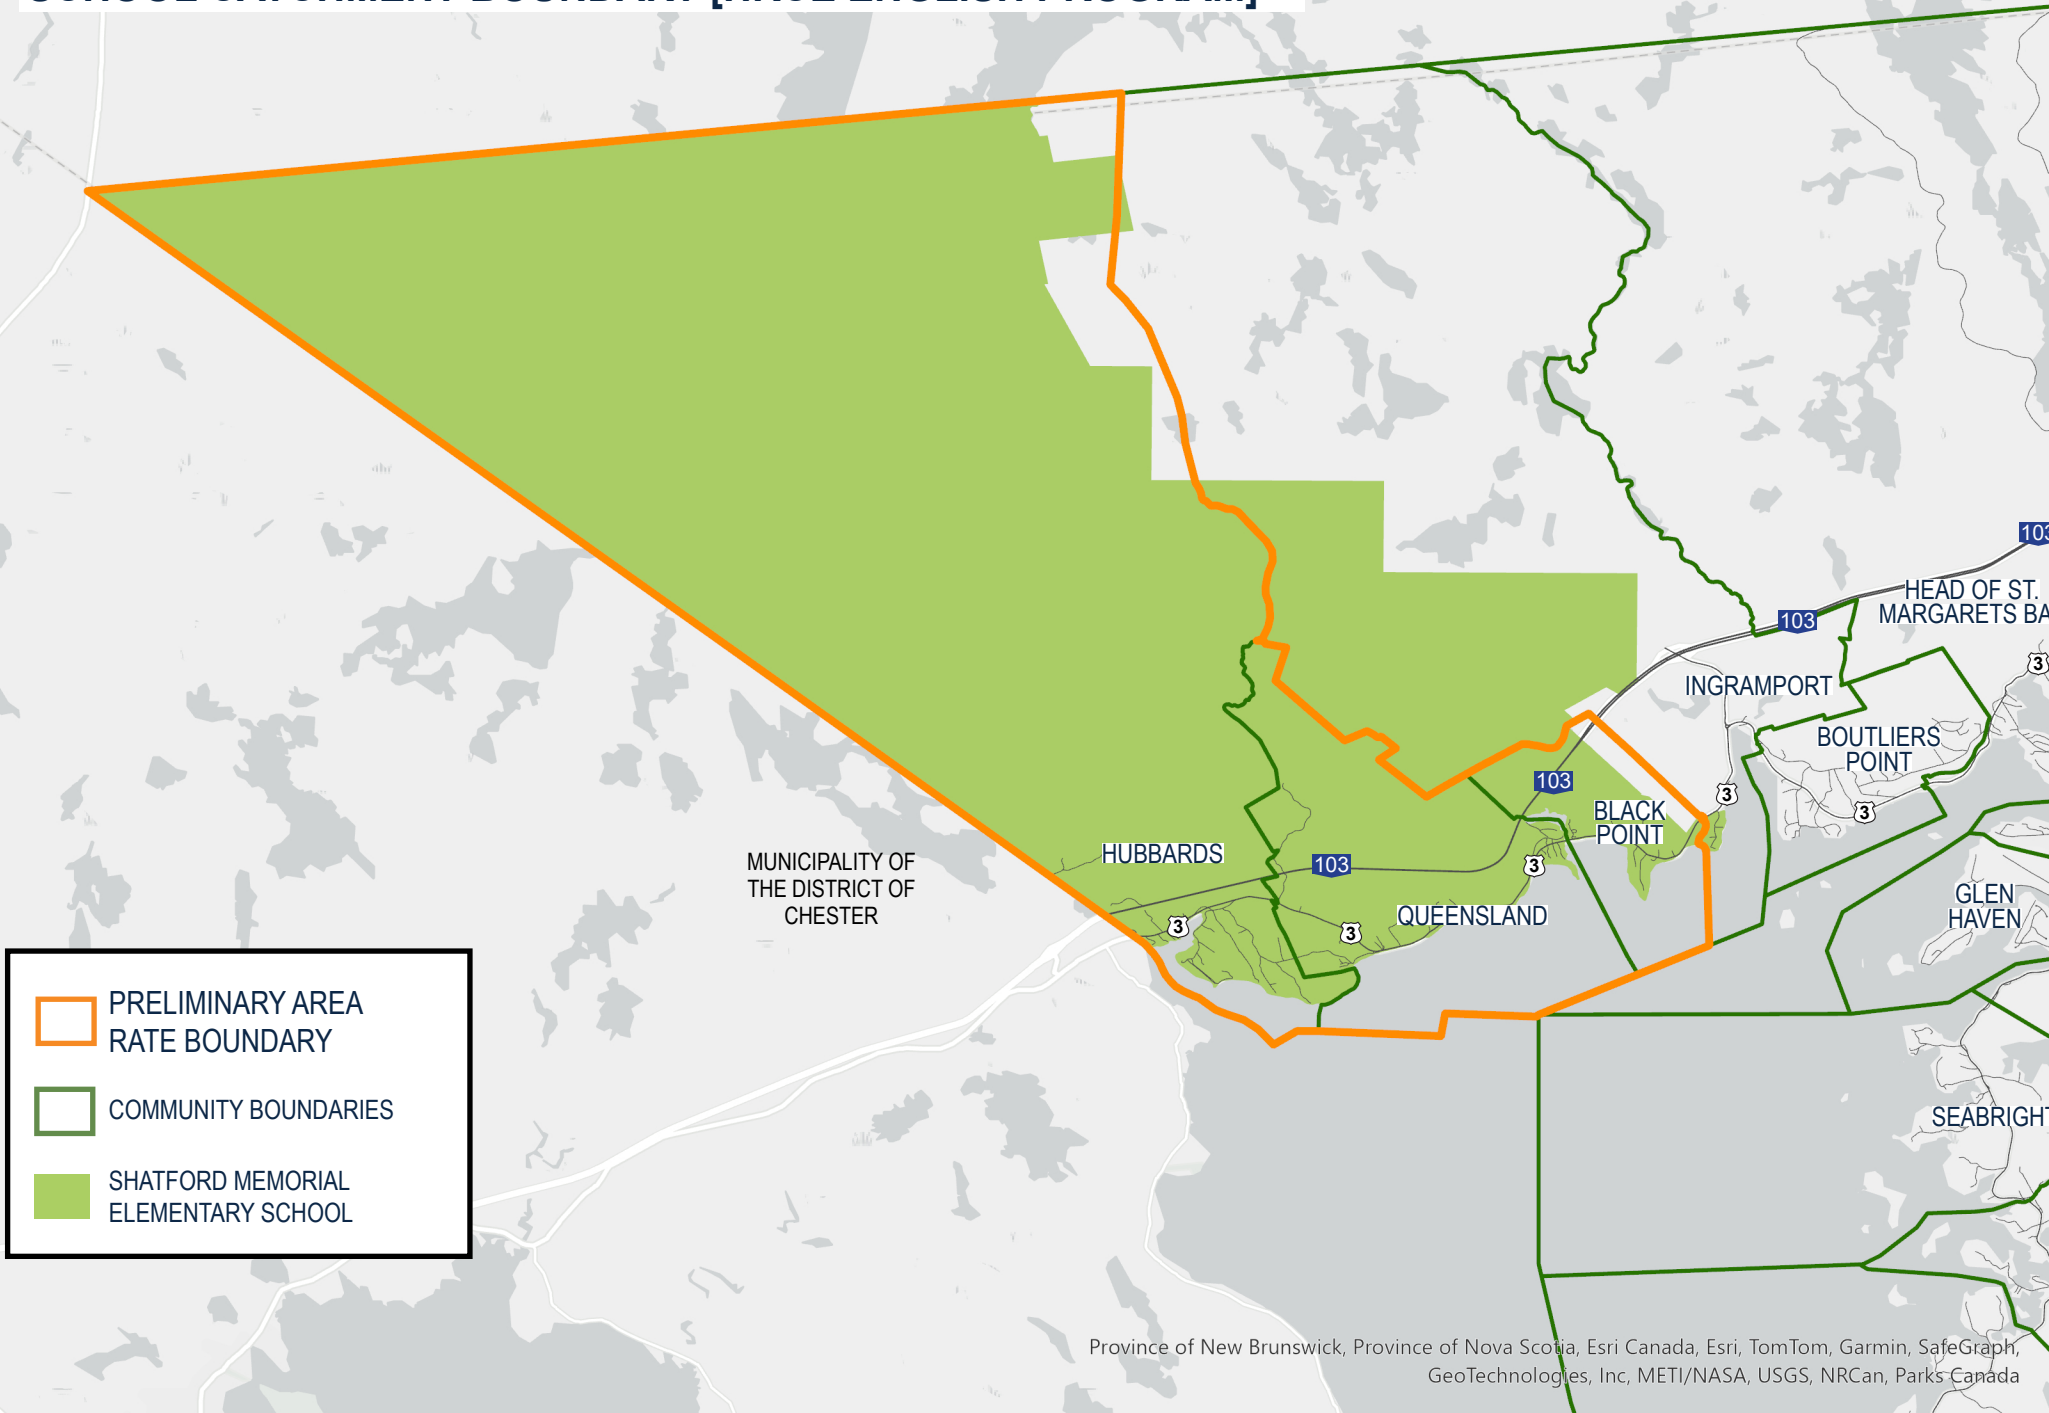 103
HEAD OF ST.
MARGARETS BA
103
3
INGRAMPORT
BOUTLIERS
POINT
103
3
BLACK
POINT
3
HUBBARDS
103
3
MUNICIPALITY OF
THE DISTRICT OF
CHESTER
GLEN
HAVEN
QUEENSLAND
3
3
PRELIMINARY AREA
RATE BOUNDARY
COMMUNITY BOUNDARIES
SEABRIGHT
SHATFORD MEMORIAL
ELEMENTARY SCHOOL
Province of New Brunswick, Province of Nova Scotia, Esri Canada, Esri, TomTom, Garmin, SafeGraph,
GeoTechnologies, Inc, METI/NASA, USGS, NRCan, Parks Canada